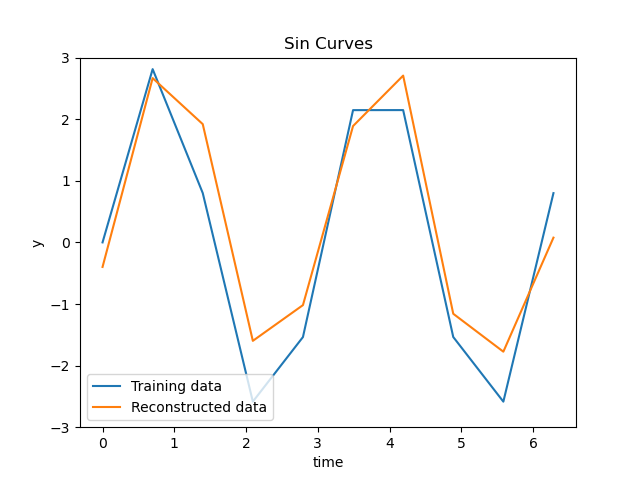 Sin Curves
3
2
1
0
−1
−2
−3
y
Training data
Reconstructed data
0 1 2 3 4 5 6
time